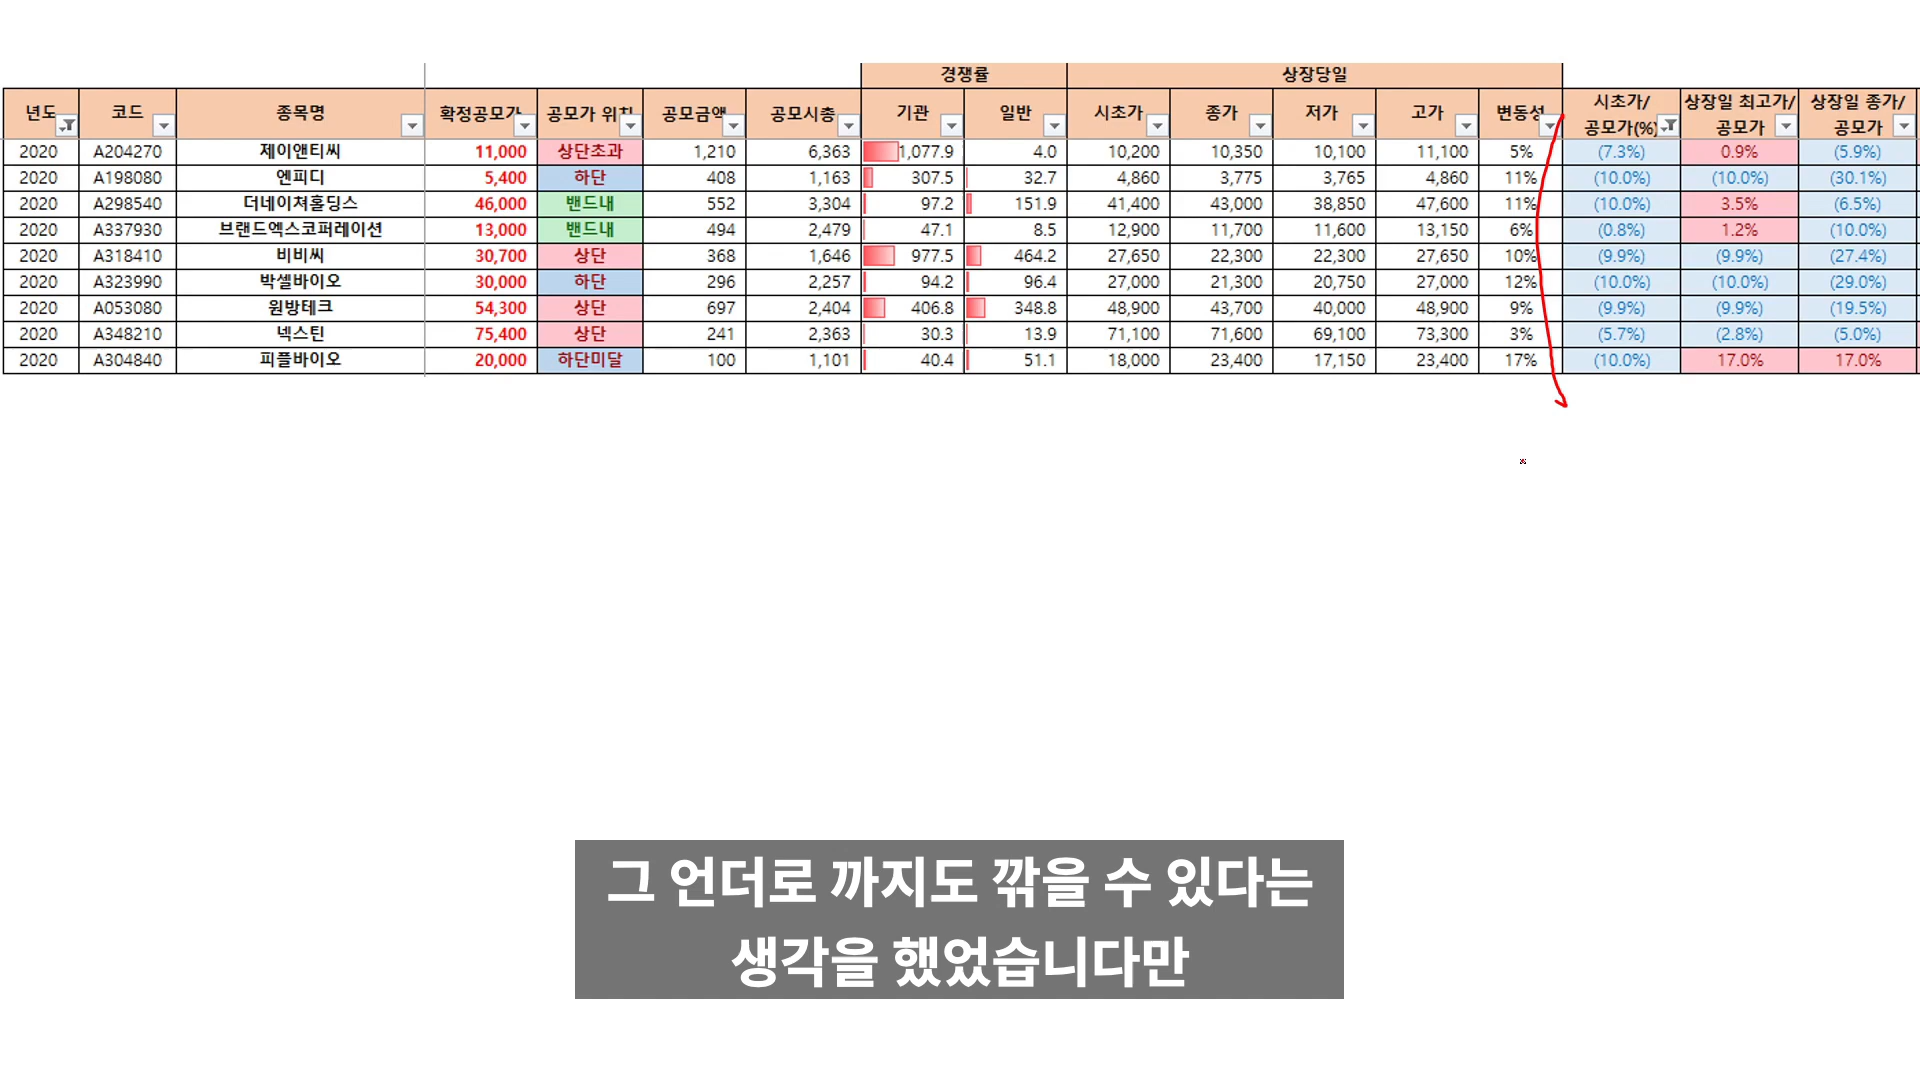 경쟁률 상장당일
년도 코드 종목명 확정공모가 공모가 위치 공모금액 공모시총 기관 일반 시초가 종가 저가 고가 변동성 시초가/ 공모가(%) 상장일 최고가/ 공모가 상장일 종가/ 공모가
2020 A204270 제이앤티씨 11,000 상단초과 1,210 6,363 1,077.9 4.0 10,200 10,350 10,100 11,100 5% (7.3%) 0.9% (5.9%)
2020 A198080 엔피디 5,400 하단 408 1,163 307.5 32.7 4,860 3,775 3,765 4,860 11% (10.0%) (10.0%) (30.1%)
2020 A298540 더네이쳐홀딩스 46,000 밴드내 552 3,304 97.2 151.9 41,400 43,000 38,850 47,600 11% (10.0%) 3.5% (6.5%)
2020 A337930 브랜드엑스코퍼레이션 13,000 밴드내 494 2,479 47.1 8.5 12,900 11,700 11,600 13,150 6% (0.8%) 1.2% (10.0%)
2020 A318410 비비씨 30,700 상단 368 1,646 977.5 464.2 27,650 22,300 22,300 27,650 10% (9.9%) (9.9%) (27.4%)
2020 A323990 박셀바이오 30,000 하단 296 2,257 94.2 96.4 27,000 21,300 20,750 27,000 12% (10.0%) (10.0%) (29.0%)
2020 A053080 원방테크 54,300 상단 697 2,404 406.8 348.8 48,900 43,700 40,000 48,900 9% (9.9%) (9.9%) (19.5%)
2020 A348210 넥스틴 75,400 상단 241 2,363 30.3 13.9 71,100 71,600 69,100 73,300 3% (5.7%) (2.8%) (5.0%)
2020 A304840 피플바이오 20,000 하단미달 100 1,101 40.4 51.1 18,000 23,400 17,150 23,400 17% (10.0%) 17.0% 17.0%
그 언더로 까지도 깎을 수 있다는
생각을 했었습니다만